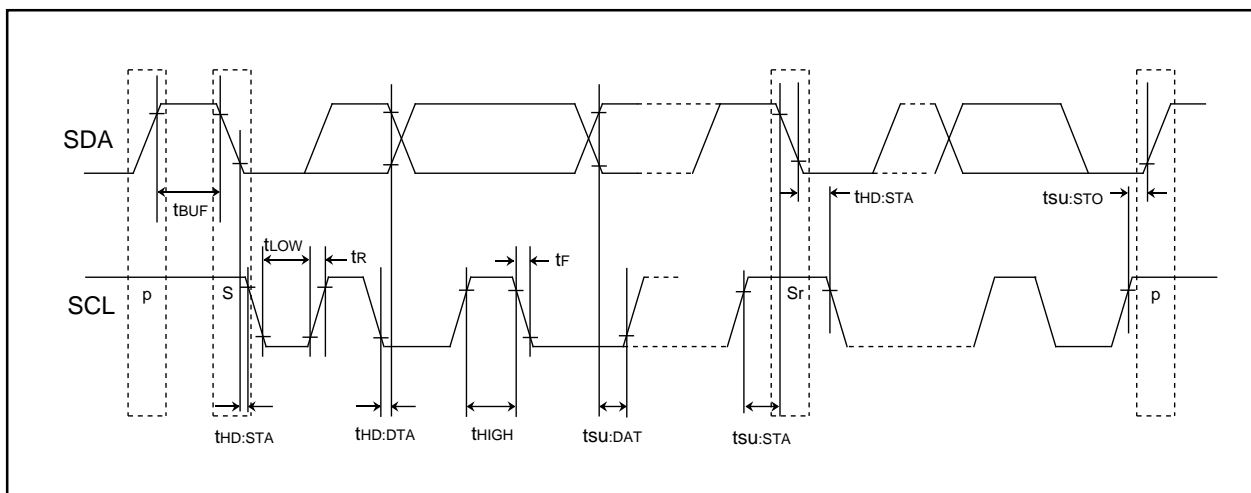 SDA
tBUF
tHD:STA
tsu:STO
tLOW
tR
tF
SCL
p
S
Sr
p
tHD:STA
tHD:DTA
tHIGH
tsu:DAT
tsu:STA